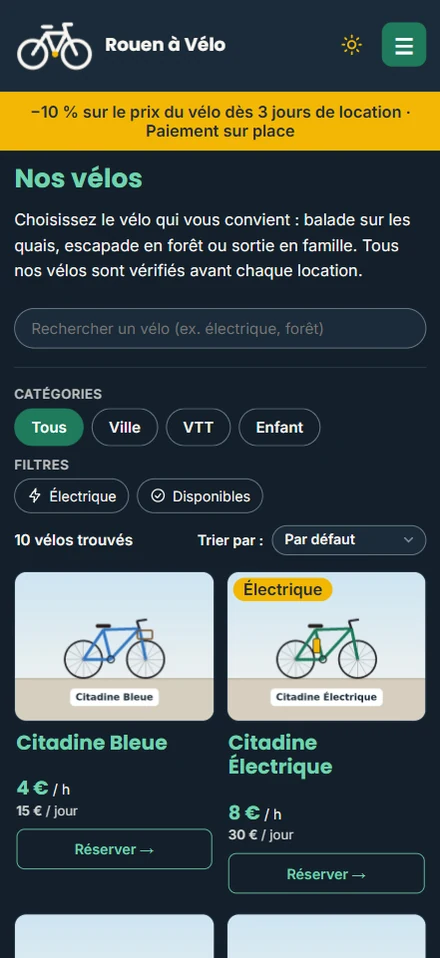 Rouen à Vélo
−10 % sur le prix du vélo dès 3 jours de location ·
Paiement sur place
Nos vélos
Choisissez le vélo qui vous convient : balade sur les
quais, escapade en forêt ou sortie en famille. Tous
nos vélos sont vérifiés avant chaque location.
Rechercher un vélo (ex. électrique, forêt)
CATÉGORIES
Tous Ville VTT Enfant
FILTRES
Électrique Disponibles
10 vélos trouvés Trier par : Par défaut
Électrique
Citadine Bleue Citadine Électrique
Citadine Bleue
4 € / h
15 € / jour
Réserver →
Citadine
Électrique
8 € / h
30 € / jour
Réserver →